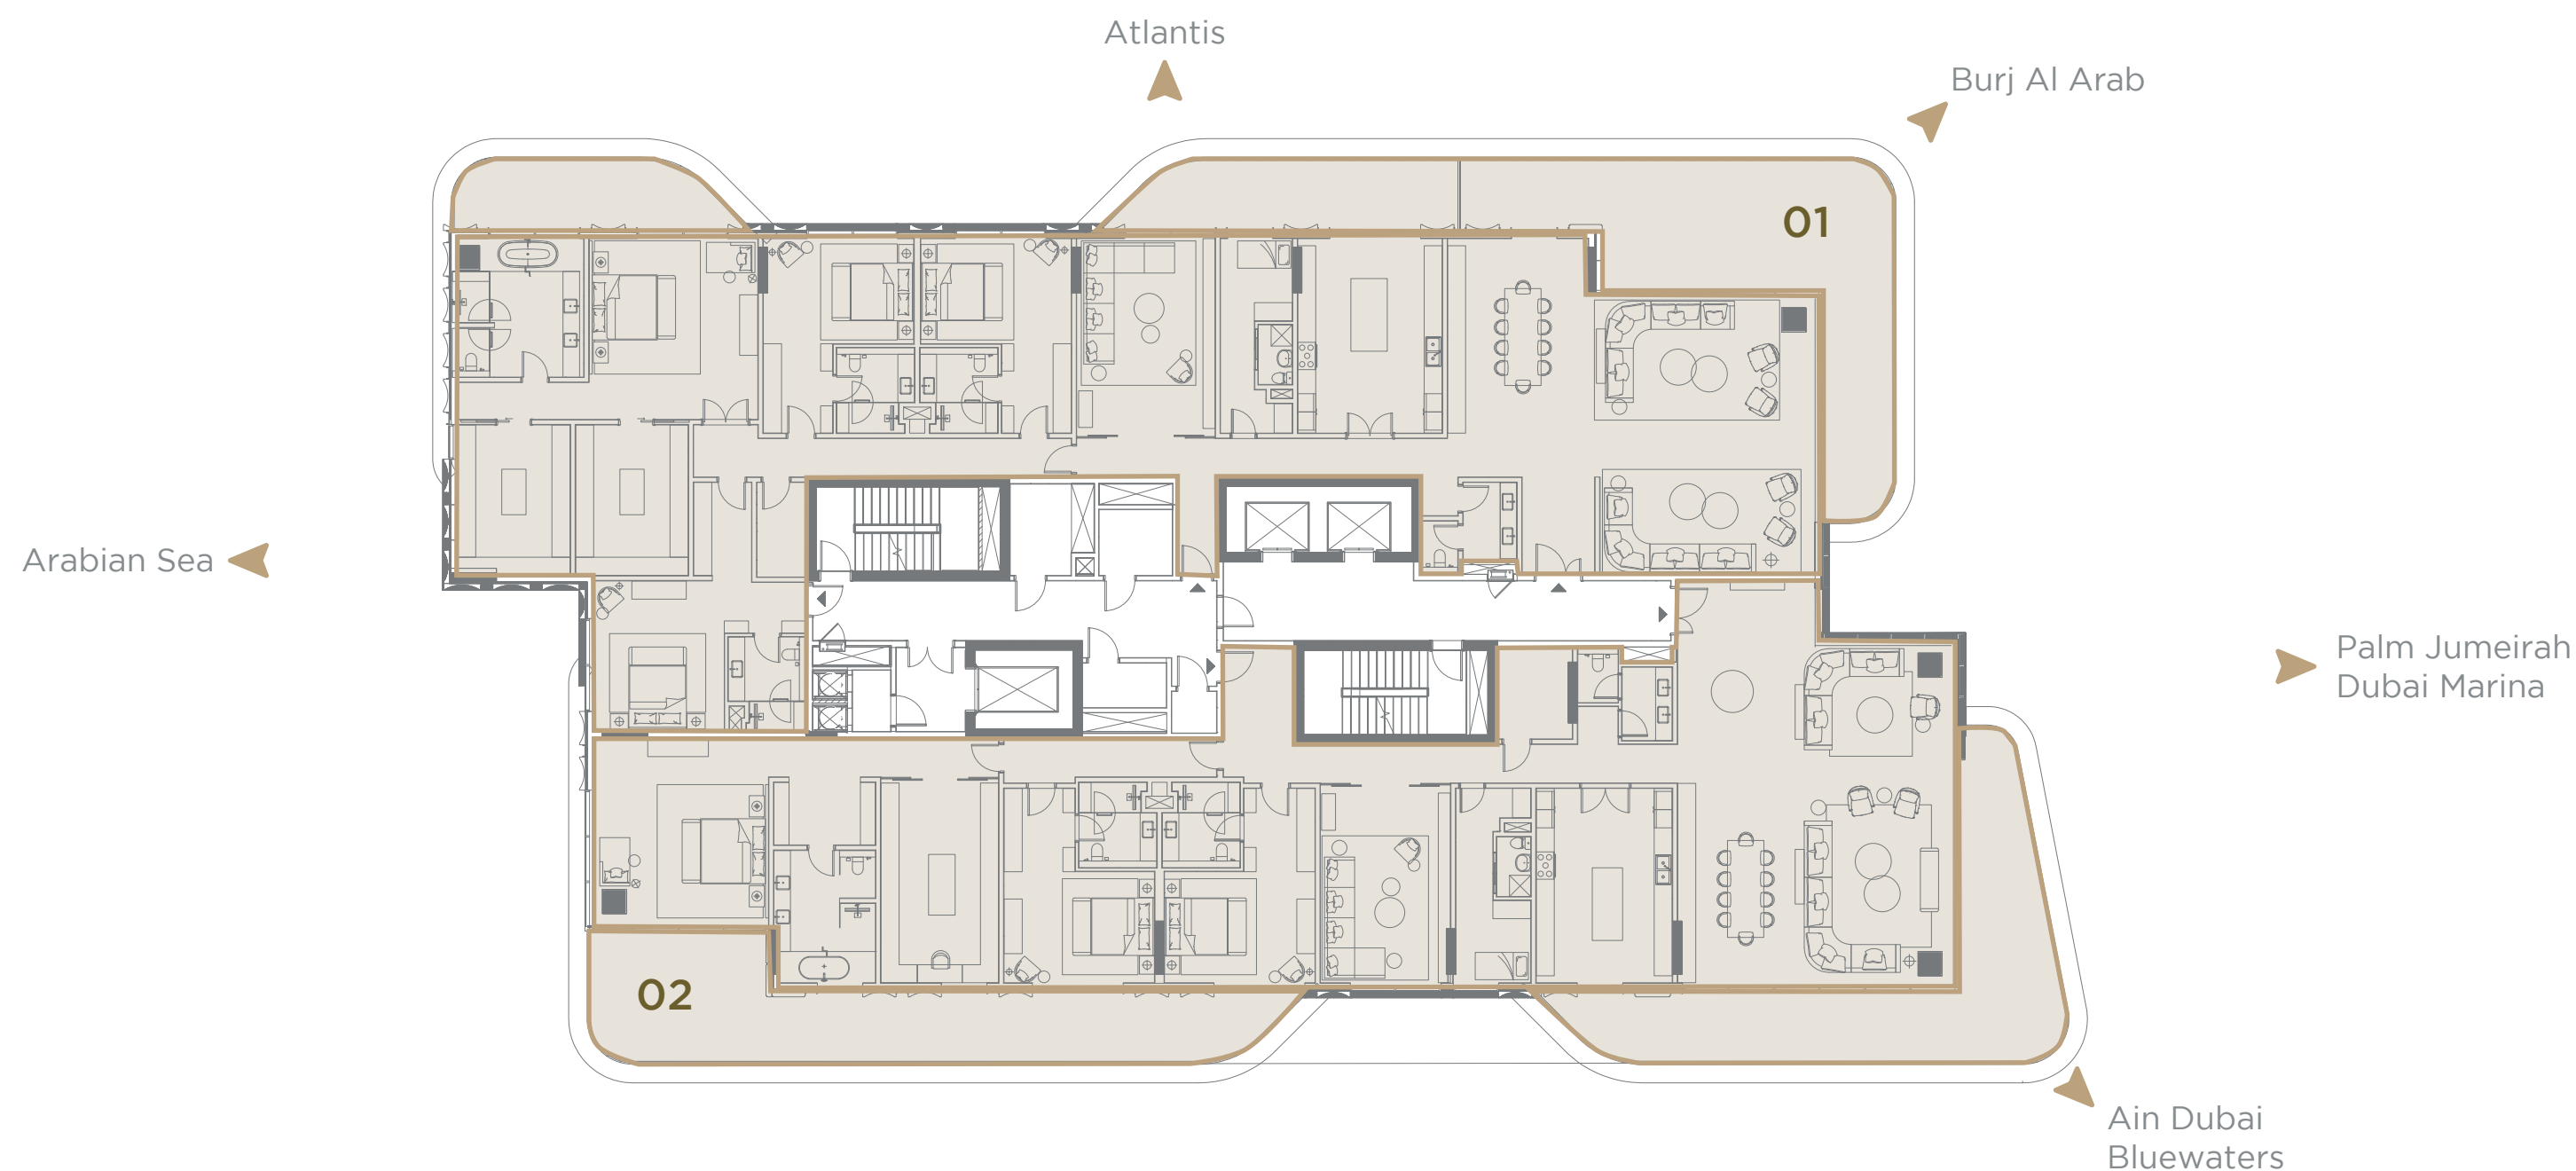 Atlantis
Burj Al Arab
01
Arabian Sea
Palm Jumeirah
Dubai Marina
02
Ain Dubai
Bluewaters